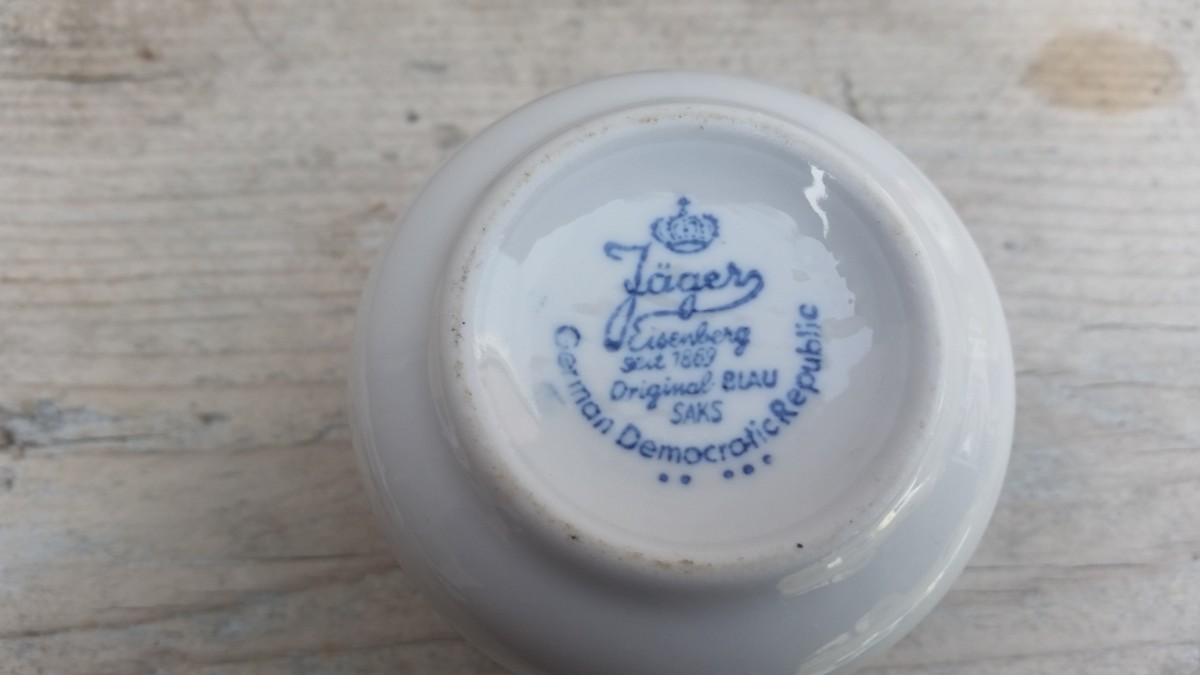 Jäger
Eisenberg
seit 1869
Original-BLAU
SAKS
German Democratic Republic